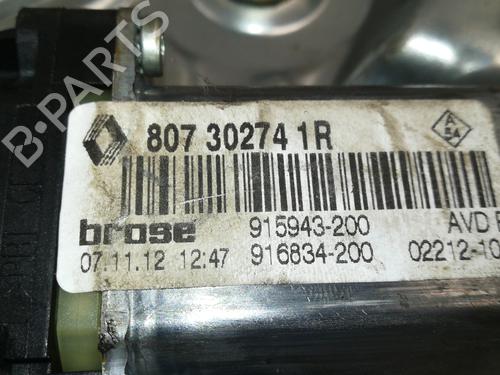 807 30274 1R
A
54
brose
915943-200
AVD
07.11.12 12:47
916834-200
02212-10
B-PARTS